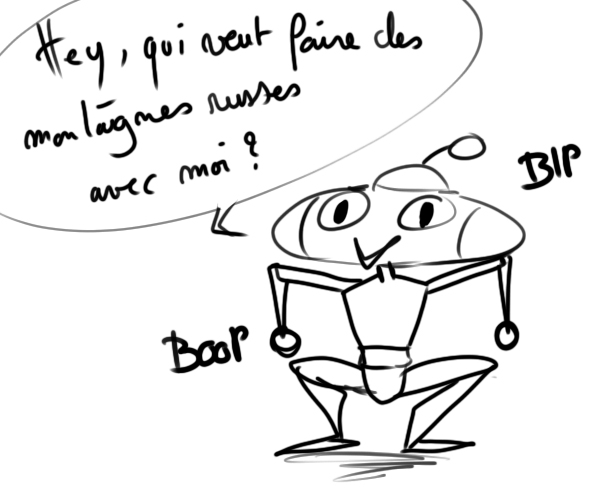 Hey, qui veut faire des
montagnes russes
avec moi ?
BIP
BOOP